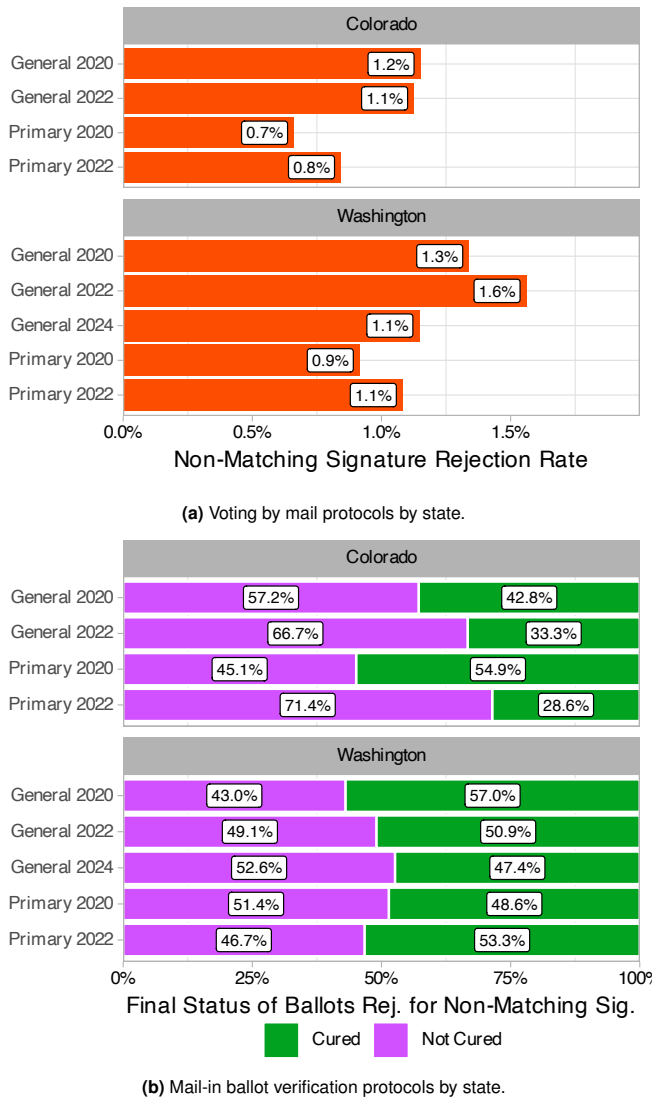 Colorado
General 2020
1.2%
General 2022
1.1%
Primary 2020
0.7%
Primary 2022
0.8%
Washington
General 2020
1.3%
General 2022
1.6%
General 2024
1.1%
Primary 2020
0.9%
Primary 2022
1.1%
0.0% 0.5% 1.0% 1.5%
Non-Matching Signature Rejection Rate
(a) Voting by mail protocols by state.
Colorado
General 2020 57.2% 42.8%
General 2022 66.7% 33.3%
Primary 2020 45.1% 54.9%
Primary 2022 71.4% 28.6%
Washington
General 2020 43.0% 57.0%
General 2022 49.1% 50.9%
General 2024 52.6% 47.4%
Primary 2020 51.4% 48.6%
Primary 2022 46.7% 53.3%
0% 25% 50% 75% 100%
Final Status of Ballots Rej. for Non-Matching Sig.
Cured Not Cured
(b) Mail-in ballot verification protocols by state.